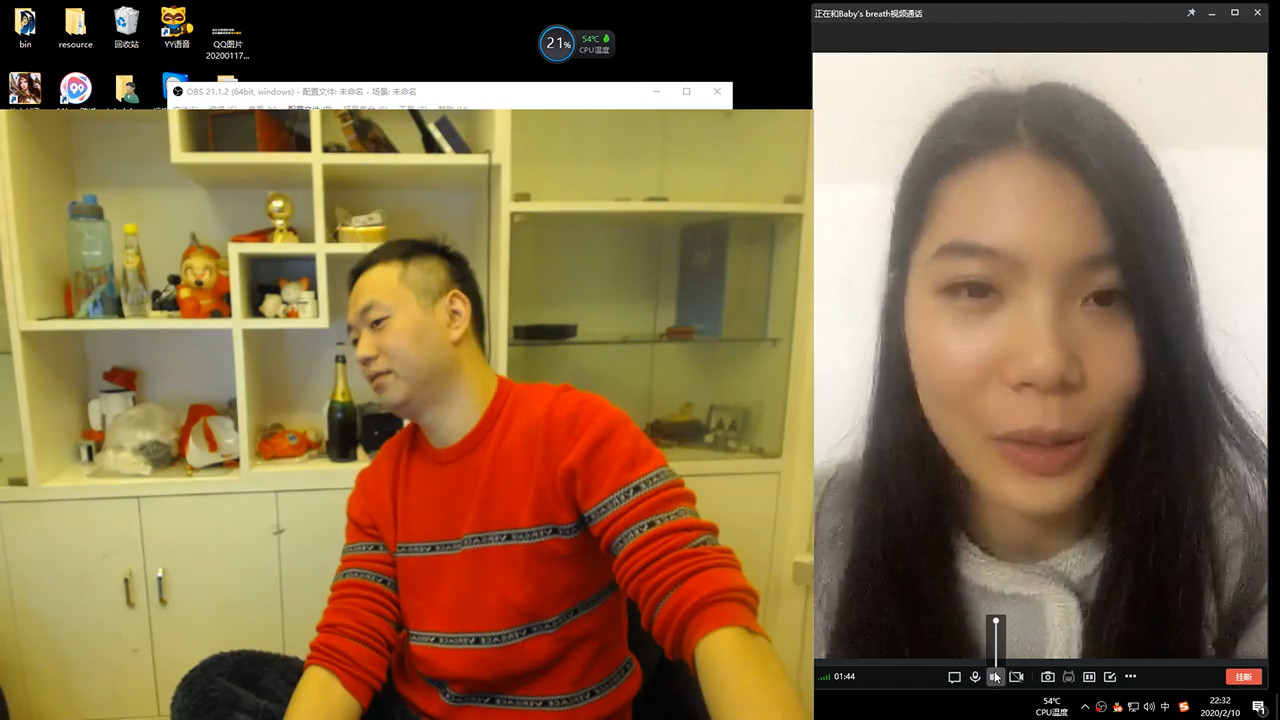 正在和Baby's breath视频通话
bin
resource
回收站
YY语音
QQ图片
20200117...
21%
54℃
CPU温度
OBS 21.1.2 (64bit, windows) - 配置文件: 未命名 - 场景: 未命名
VERSACE
01:44
挂断
54℃
CPU温度
中
22:32
2020/2/10
1